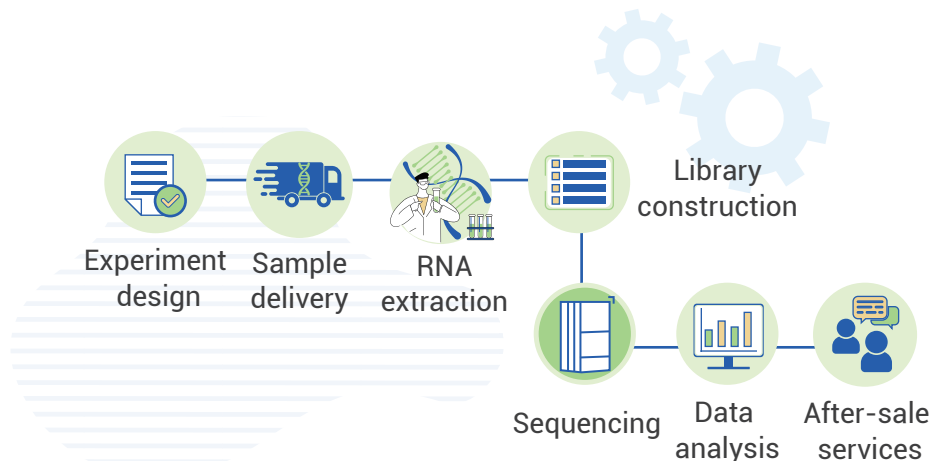 Experiment
design
Sample
delivery
RNA
extraction
Library
construction
Sequencing
Data
analysis
After-sale
services